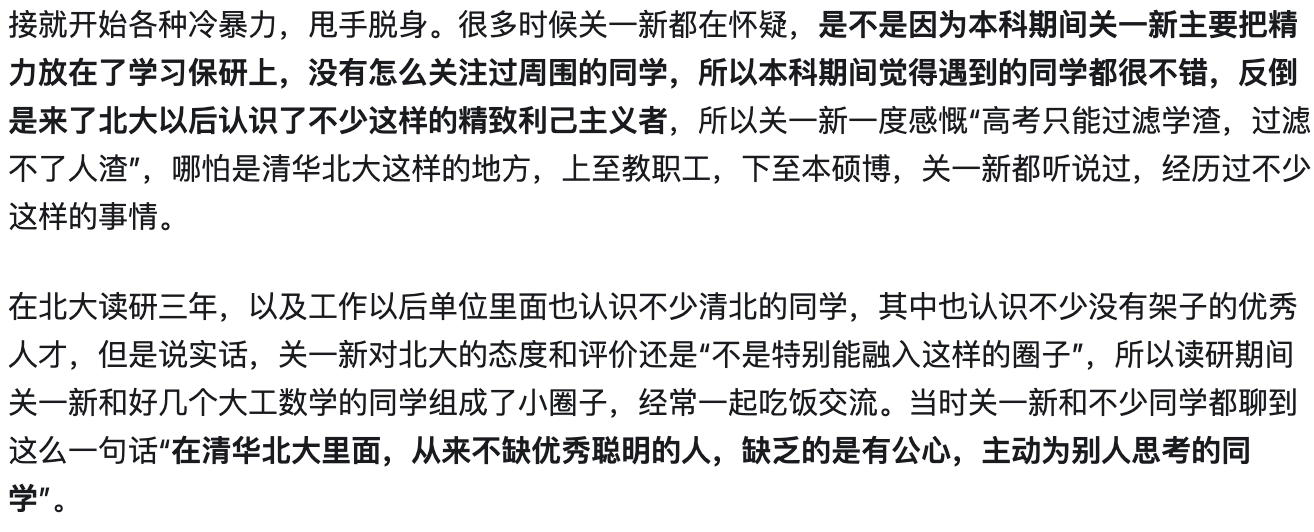 接就开始各种冷暴力，甩手脱身。很多时候关一新都在怀疑，是不是因为本科期间关一新主要把精
力放在了学习保研上，没有怎么关注过周围的同学，所以本科期间觉得遇到的同学都很不错，反倒
是来了北大以后认识了不少这样的精致利己主义者，所以关一新一度感慨“高考只能过滤学渣，过滤
不了人渣”，哪怕是清华北大这样的地方，上至教职工，下至本硕博，关一新都听说过，经历过不少
这样的事情。
在北大读研三年，以及工作以后单位里面也认识不少清北的同学，其中也认识不少没有架子的优秀
人才，但是说实话，关一新对北大的态度和评价还是“不是特别能融入这样的圈子”，所以读研期间
关一新和好几个大工数学的同学组成了小圈子，经常一起吃饭交流。当时关一新和不少同学都聊到
这么一句话“在清华北大里面，从来不缺优秀聪明的人，缺乏的是有公心，主动为别人思考的同
学”。